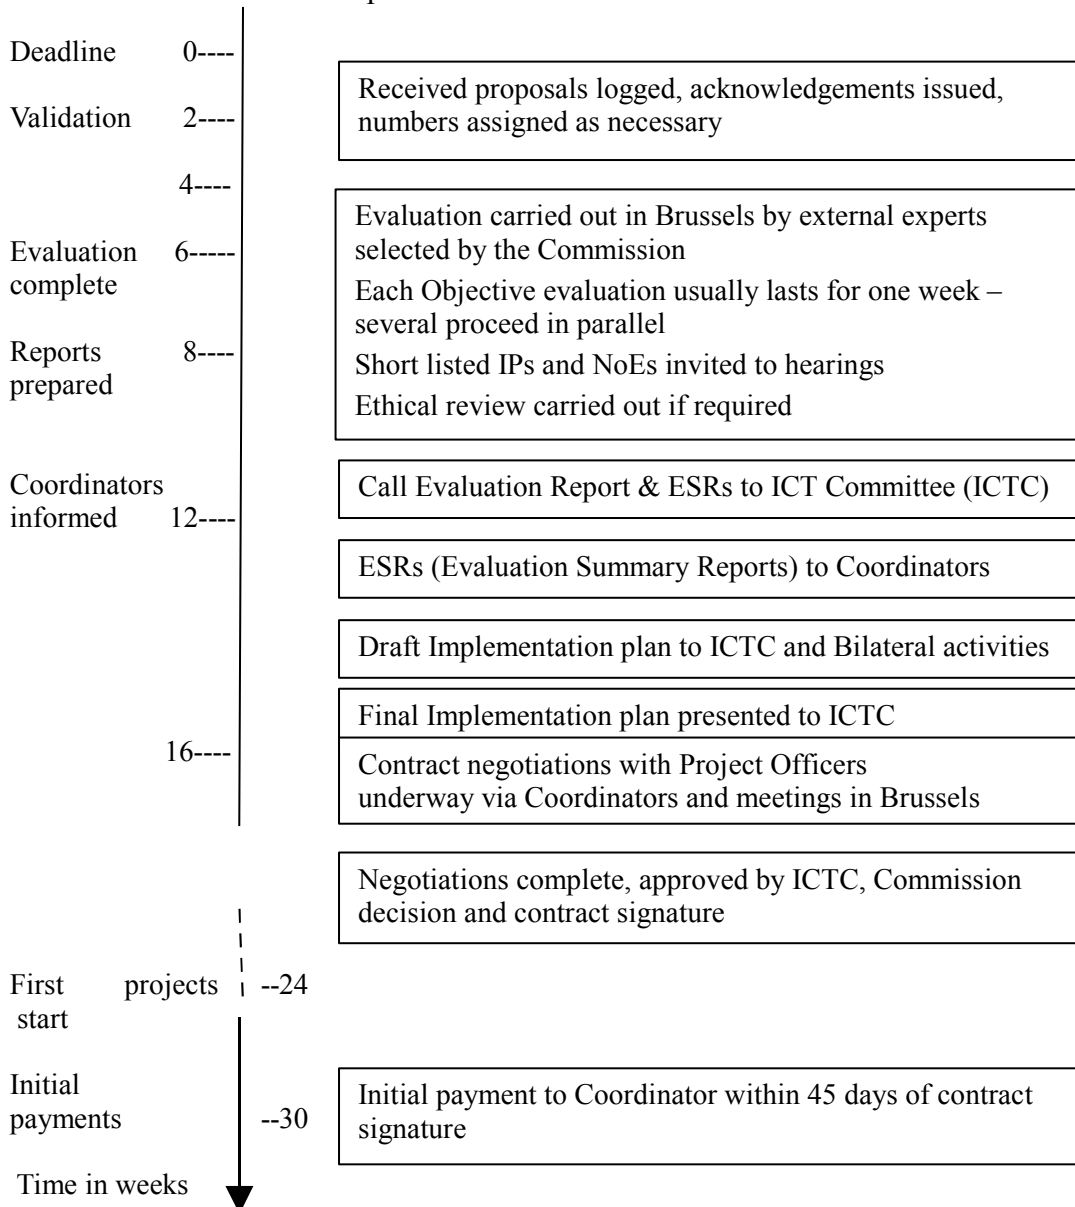 Deadline 0----
Received proposals logged, acknowledgements issued,
numbers assigned as necessary
Validation 2----
4----
Evaluation carried out in Brussels by external experts
selected by the Commission
Each Objective evaluation usually lasts for one week –
several proceed in parallel
Short listed IPs and NoEs invited to hearings
Ethical review carried out if required
Evaluation 6-----
complete
Reports 8----
prepared
Coordinators
informed 12----
Call Evaluation Report & ESRs to ICT Committee (ICTC)
ESRs (Evaluation Summary Reports) to Coordinators
Draft Implementation plan to ICTC and Bilateral activities
Final Implementation plan presented to ICTC
16----
Contract negotiations with Project Officers
underway via Coordinators and meetings in Brussels
Negotiations complete, approved by ICTC, Commission
decision and contract signature
First projects --24
start
Initial
payments --30
Initial payment to Coordinator within 45 days of contract
signature
Time in weeks